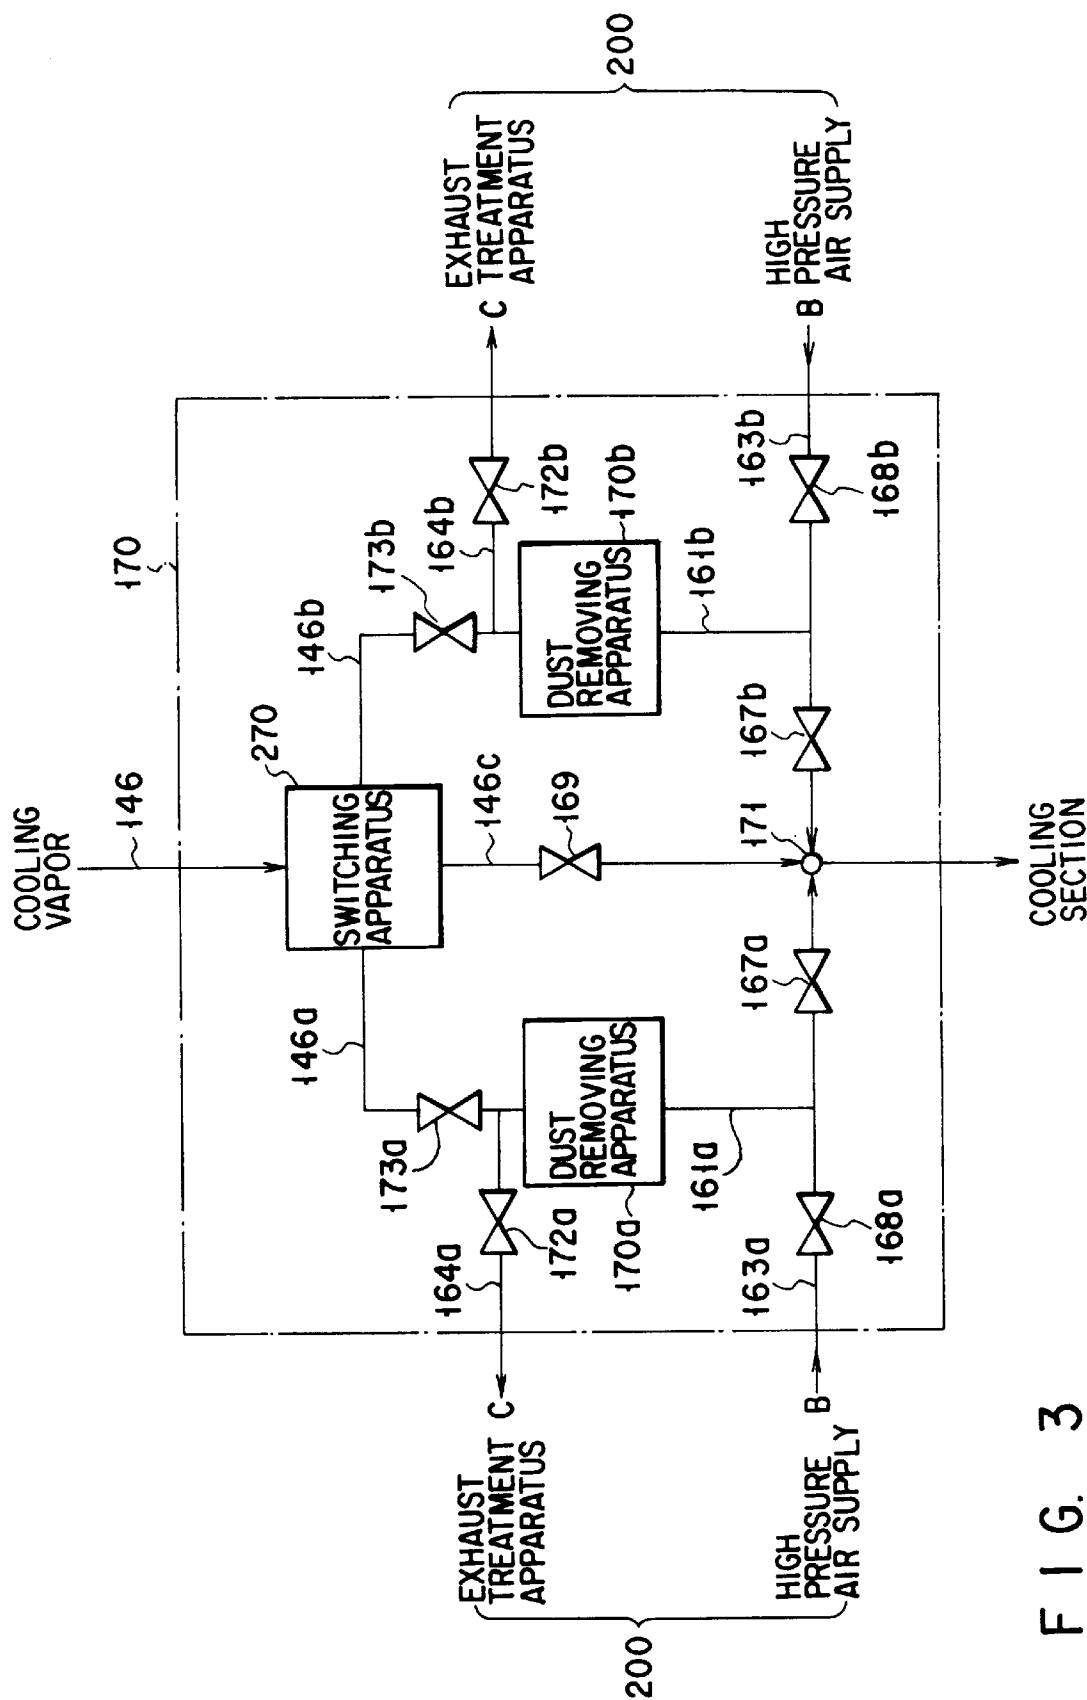 COOLING
VAPOR
146
170
270
SWITCHING
APPARATUS
146a
146b
146c
173a
173b
169
164a
172a
164b
172b
EXHAUST
TREATMENT
APPARATUS
C
EXHAUST
TREATMENT
APPARATUS
C
200
200
DUST
REMOVING
APPARATUS
170a
DUST
REMOVING
APPARATUS
170b
161a
161b
163a
168a
167a
171
167b
163b
168b
HIGH
PRESSURE
AIR SUPPLY
B
HIGH
PRESSURE
AIR SUPPLY
B
COOLING
SECTION
FIG. 3